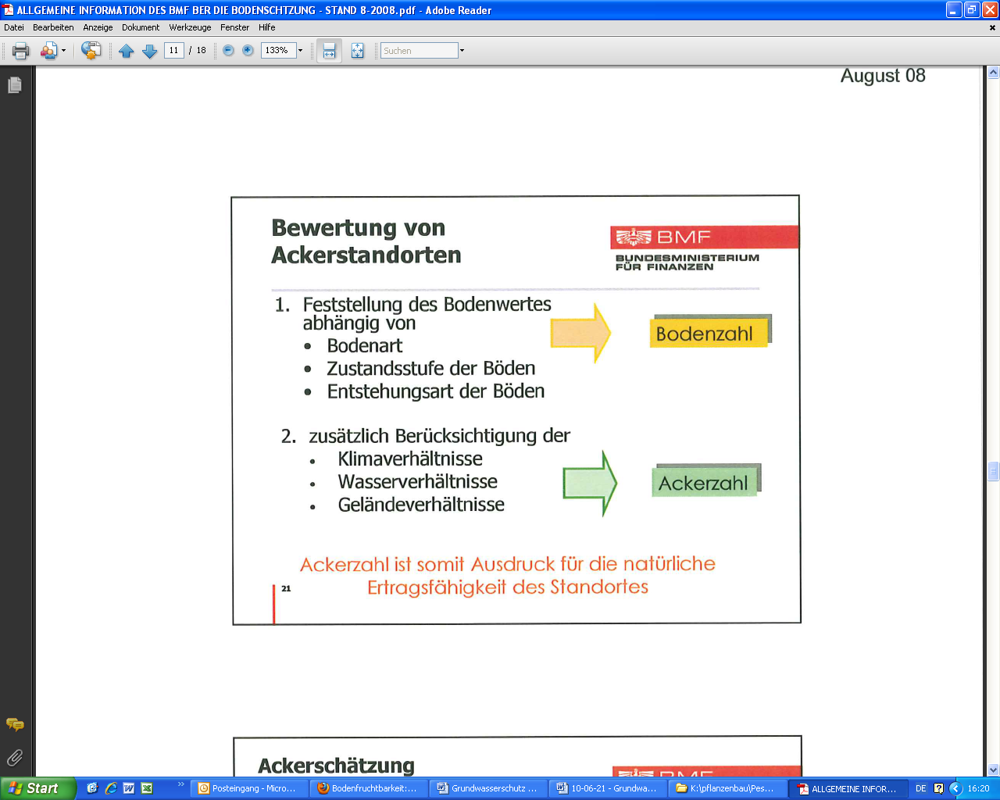 ALLGEMEINE INFORMATION DES BMF BER DIE BODENSCHTZUNG - STAND 8-2008.pdf - Adobe Reader
Datei Bearbeiten Anzeige Dokument Werkzeuge Fenster Hilfe
11 / 18 133% Suchen
August 08
Bewertung von
Ackerstandorten
BMF
BUNDESMINISTERIUM
FÜR FINANZEN
1. Feststellung des Bodenwertes
abhängig von
• Bodenart
• Zustandsstufe der Böden
• Entstehungsart der Böden
Bodenzahl
2. zusätzlich Berücksichtigung der
• Klimaverhältnisse
• Wasserverhältnisse
• Geländeverhältnisse
Ackerzahl
Ackerzahl ist somit Ausdruck für die natürliche
Ertragsfähigkeit des Standortes
21
Ackerschätzung
BMF
Start Posteingang - Micro... Bodenfruchtbarkeit:... Grundwasserschutz ... 10-06-21 - Grundwa... K:\pflanzenbau\Pes... ALLGEMEINE INFOR... DE 16:20